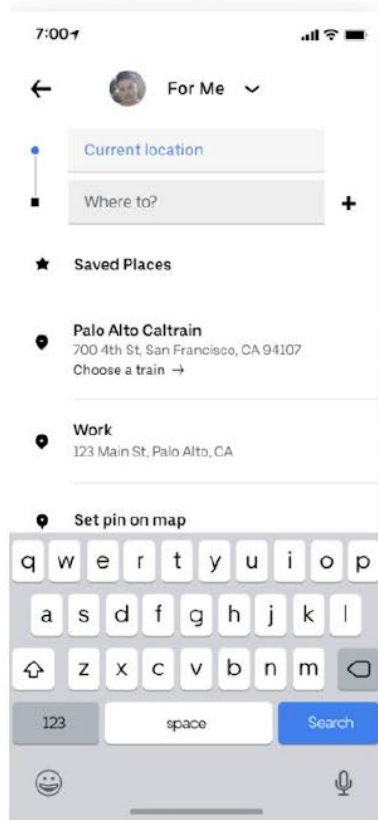 7:00
For Me
Current location
Where to?
+
Saved Places
Palo Alto Caltrain
700 4th St, San Francisco, CA 94107
Choose a train →
Work
123 Main St, Palo Alto, CA
Set pin on map
q w e r t y u i o p
a s d f g h j k l
z x c v b n m
123 space Search